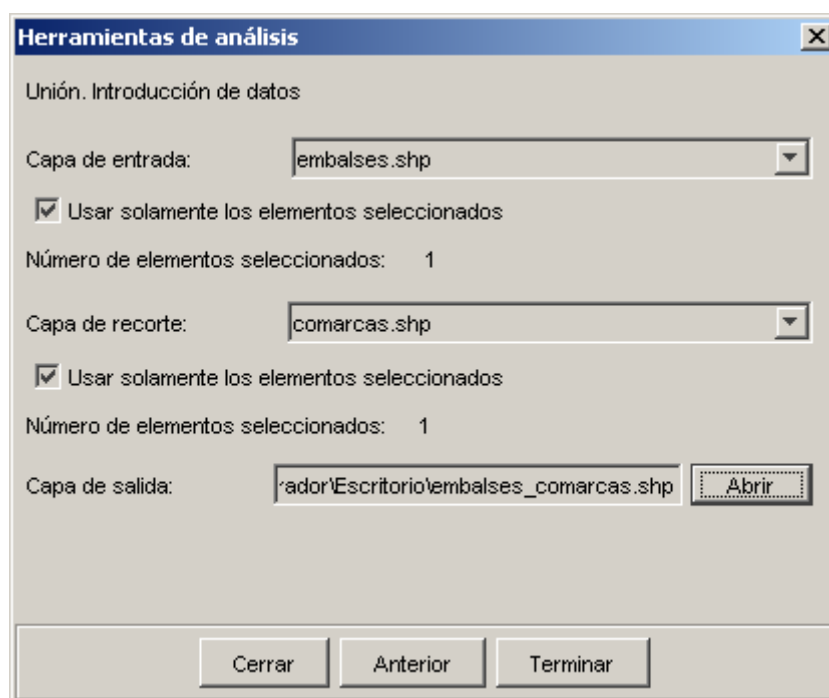 Herramientas de análisis
Unión. Introducción de datos
Capa de entrada: embalses.shp
Usar solamente los elementos seleccionados
Número de elementos seleccionados: 1
Capa de recorte: comarcas.shp
Usar solamente los elementos seleccionados
Número de elementos seleccionados: 1
Capa de salida: rador\Escritorio\embalses_comarcas.shp Abrir
Cerrar Anterior Terminar